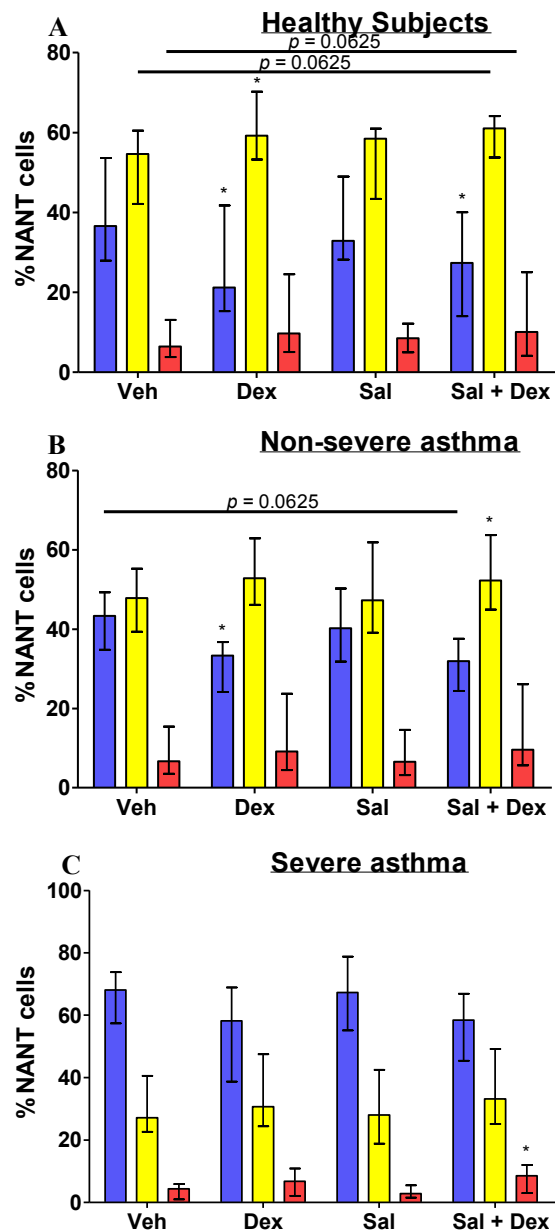 A
Healthy Subjects
p = 0.0625
p = 0.0625
80
60
40
20
0
% NANT cells
*
*
*
Veh Dex Sal Sal + Dex
B
Non-severe asthma
p = 0.0625
80
60
40
20
0
% NANT cells
*
*
Veh Dex Sal Sal + Dex
C
Severe asthma
100
80
60
40
20
0
% NANT cells
*
Veh Dex Sal Sal + Dex